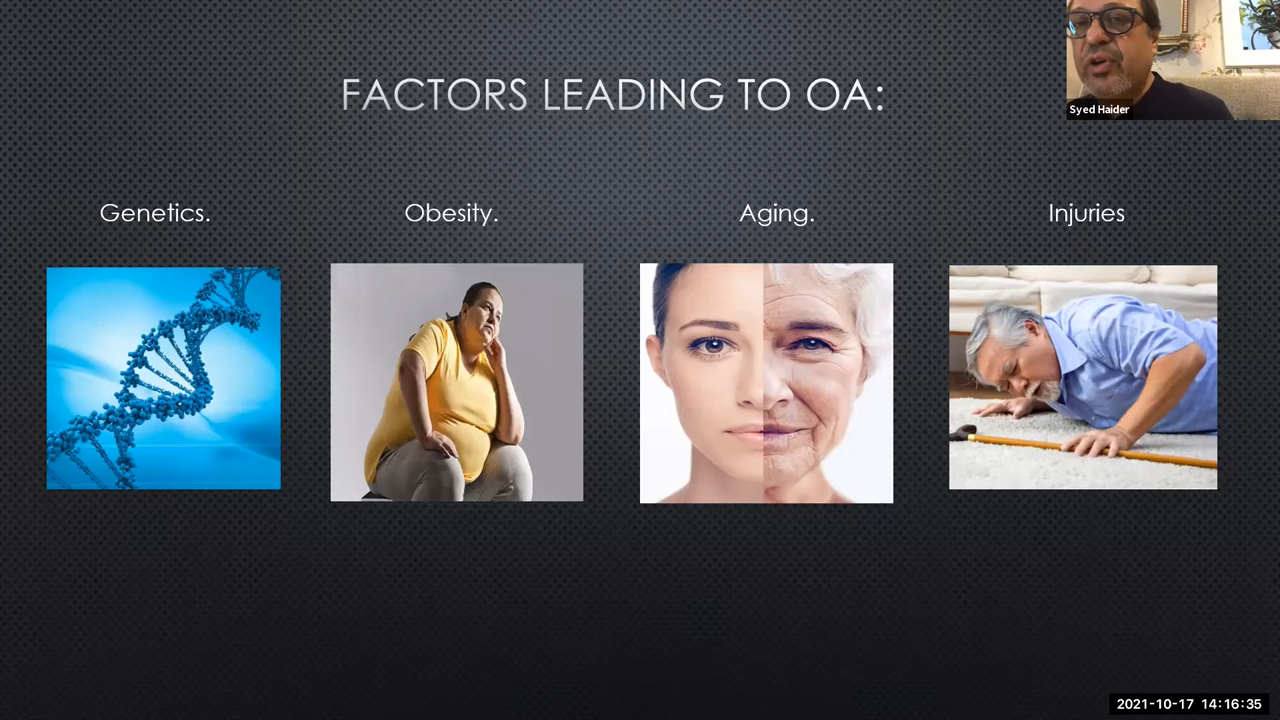 FACTORS LEADING TO OA:
Syed Haider
Genetics.
Obesity.
Aging.
Injuries
2021-10-17 14:16:35